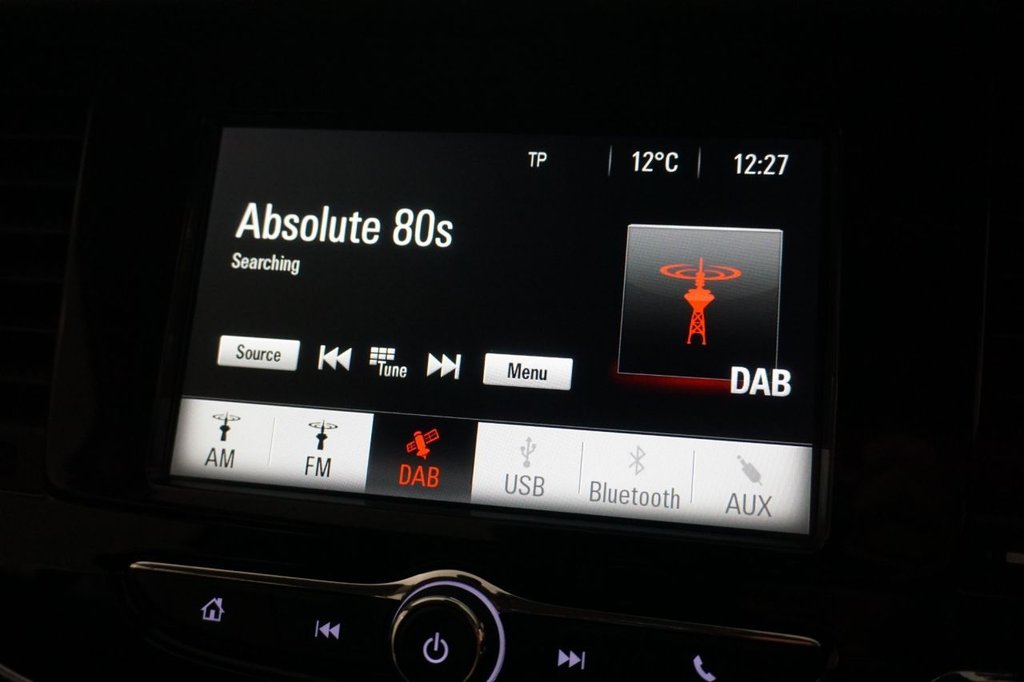 TP 12°C 12:27
Absolute 80s
Searching
Source Tune Menu
DAB
AM FM DAB USB Bluetooth AUX